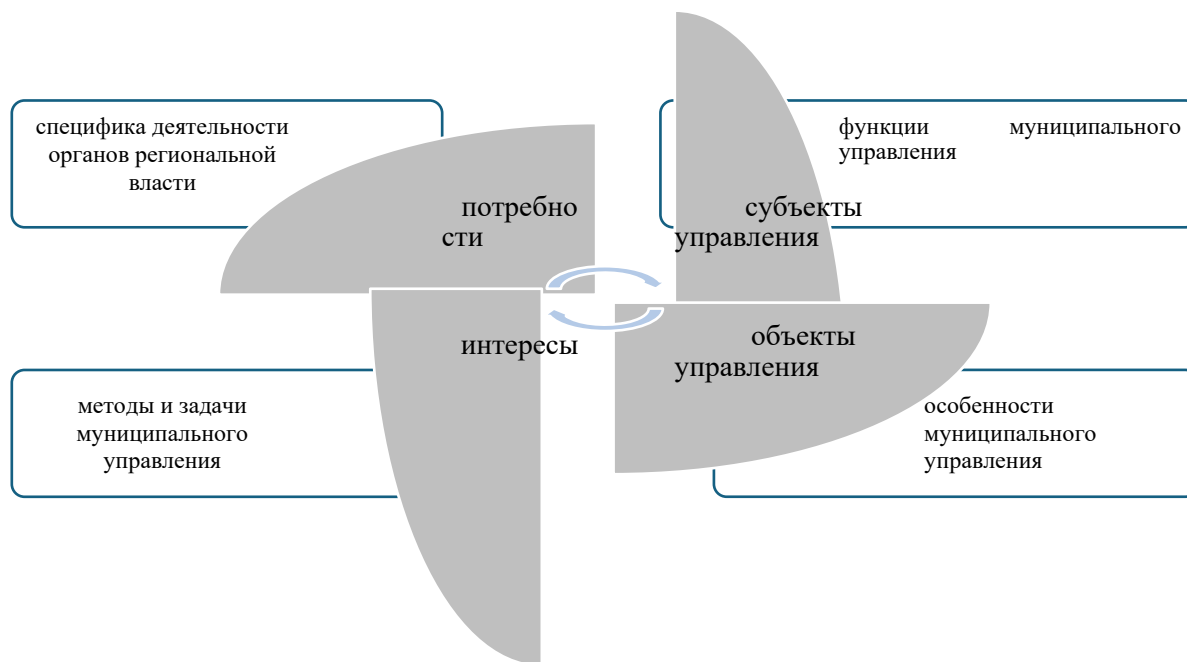 специфика деятельности
органов региональной
власти
функции муниципального
управления
потребно
сти
субъекты
управления
интересы
объекты
управления
методы и задачи
муниципального
управления
особенности
муниципального
управления